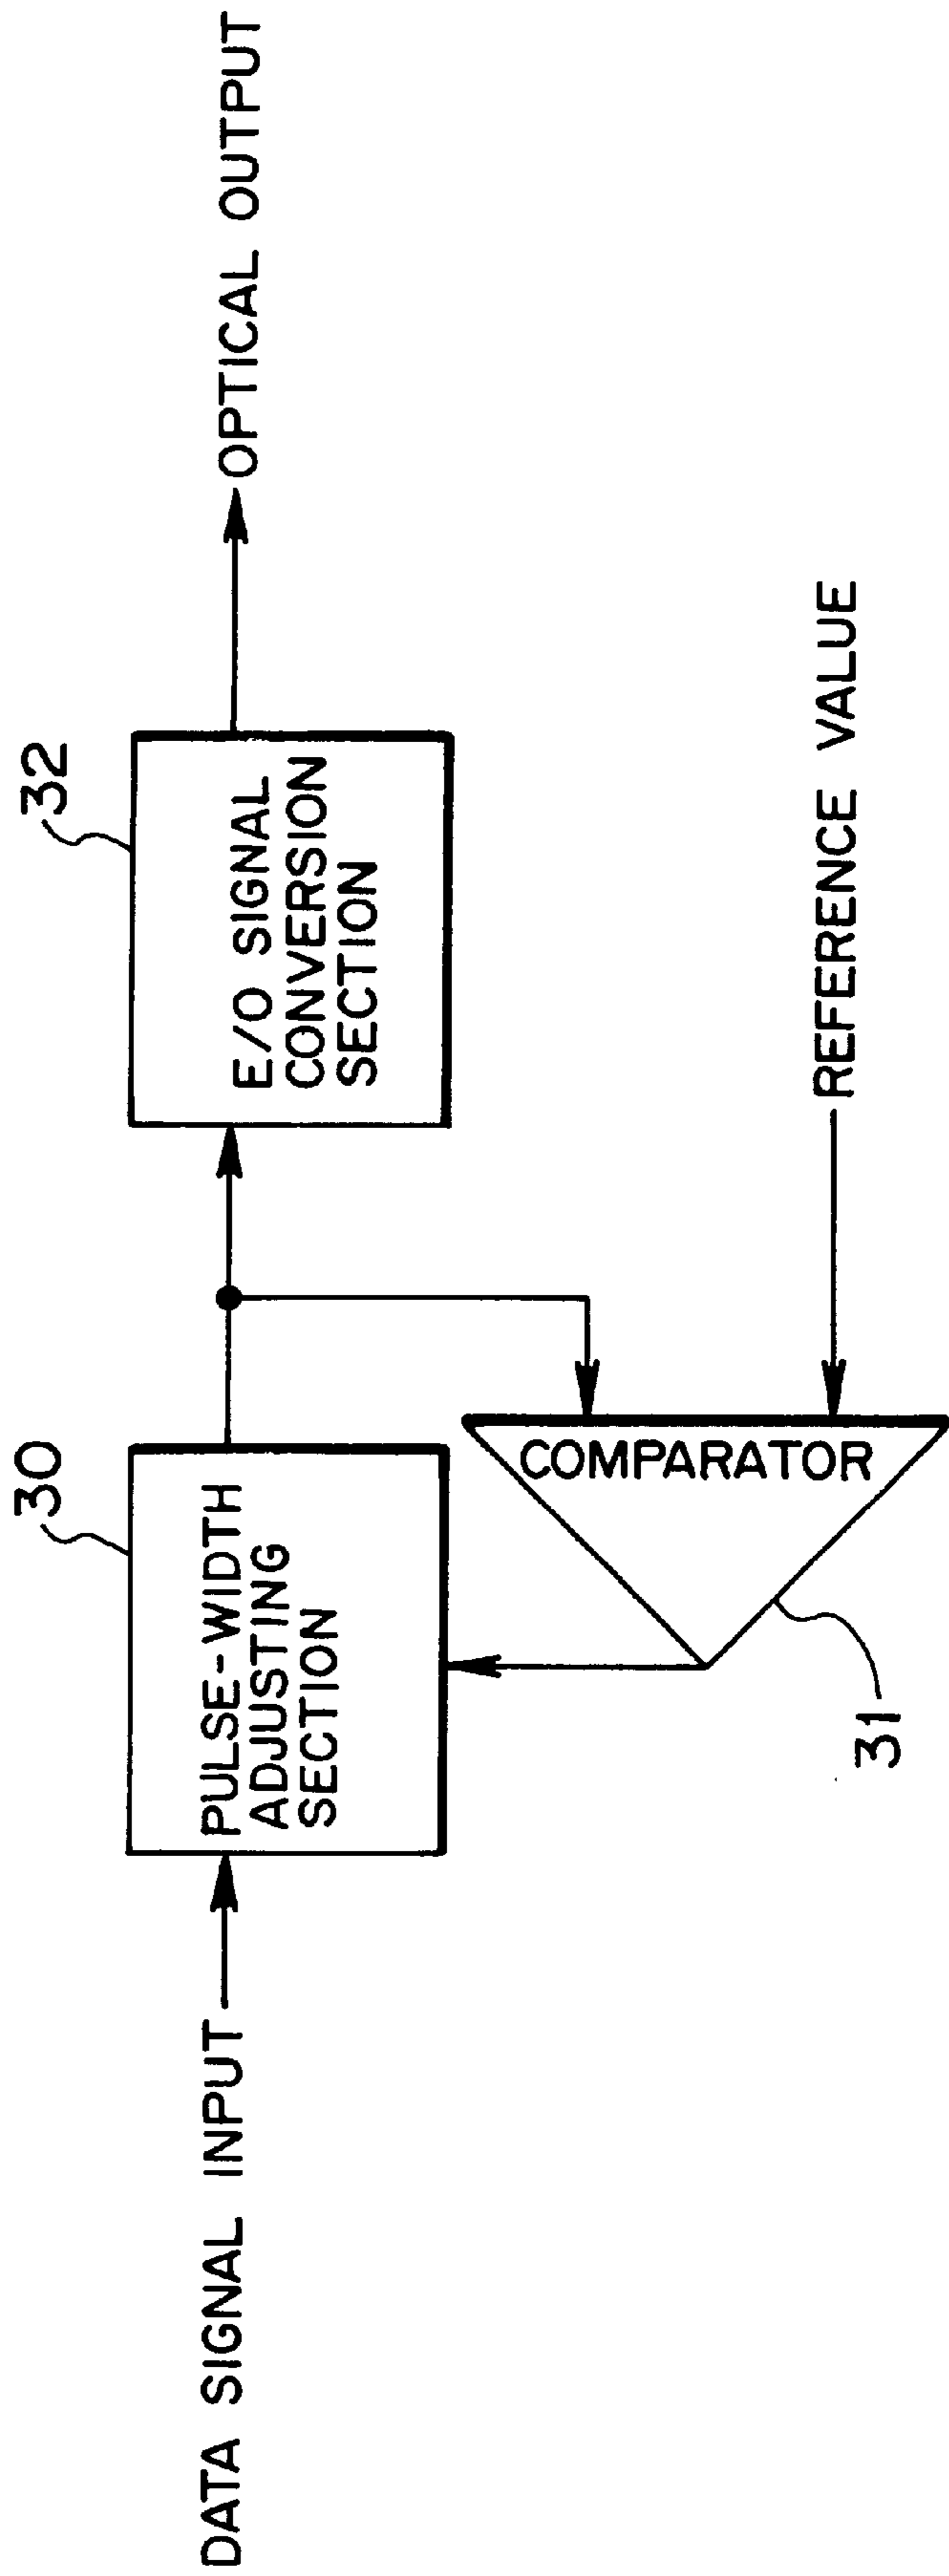 DATA SIGNAL INPUT
30
PULSE-WIDTH
ADJUSTING
SECTION
32
E/O SIGNAL
CONVERSION
SECTION
OPTICAL OUTPUT
31
COMPARATOR
REFERENCE VALUE